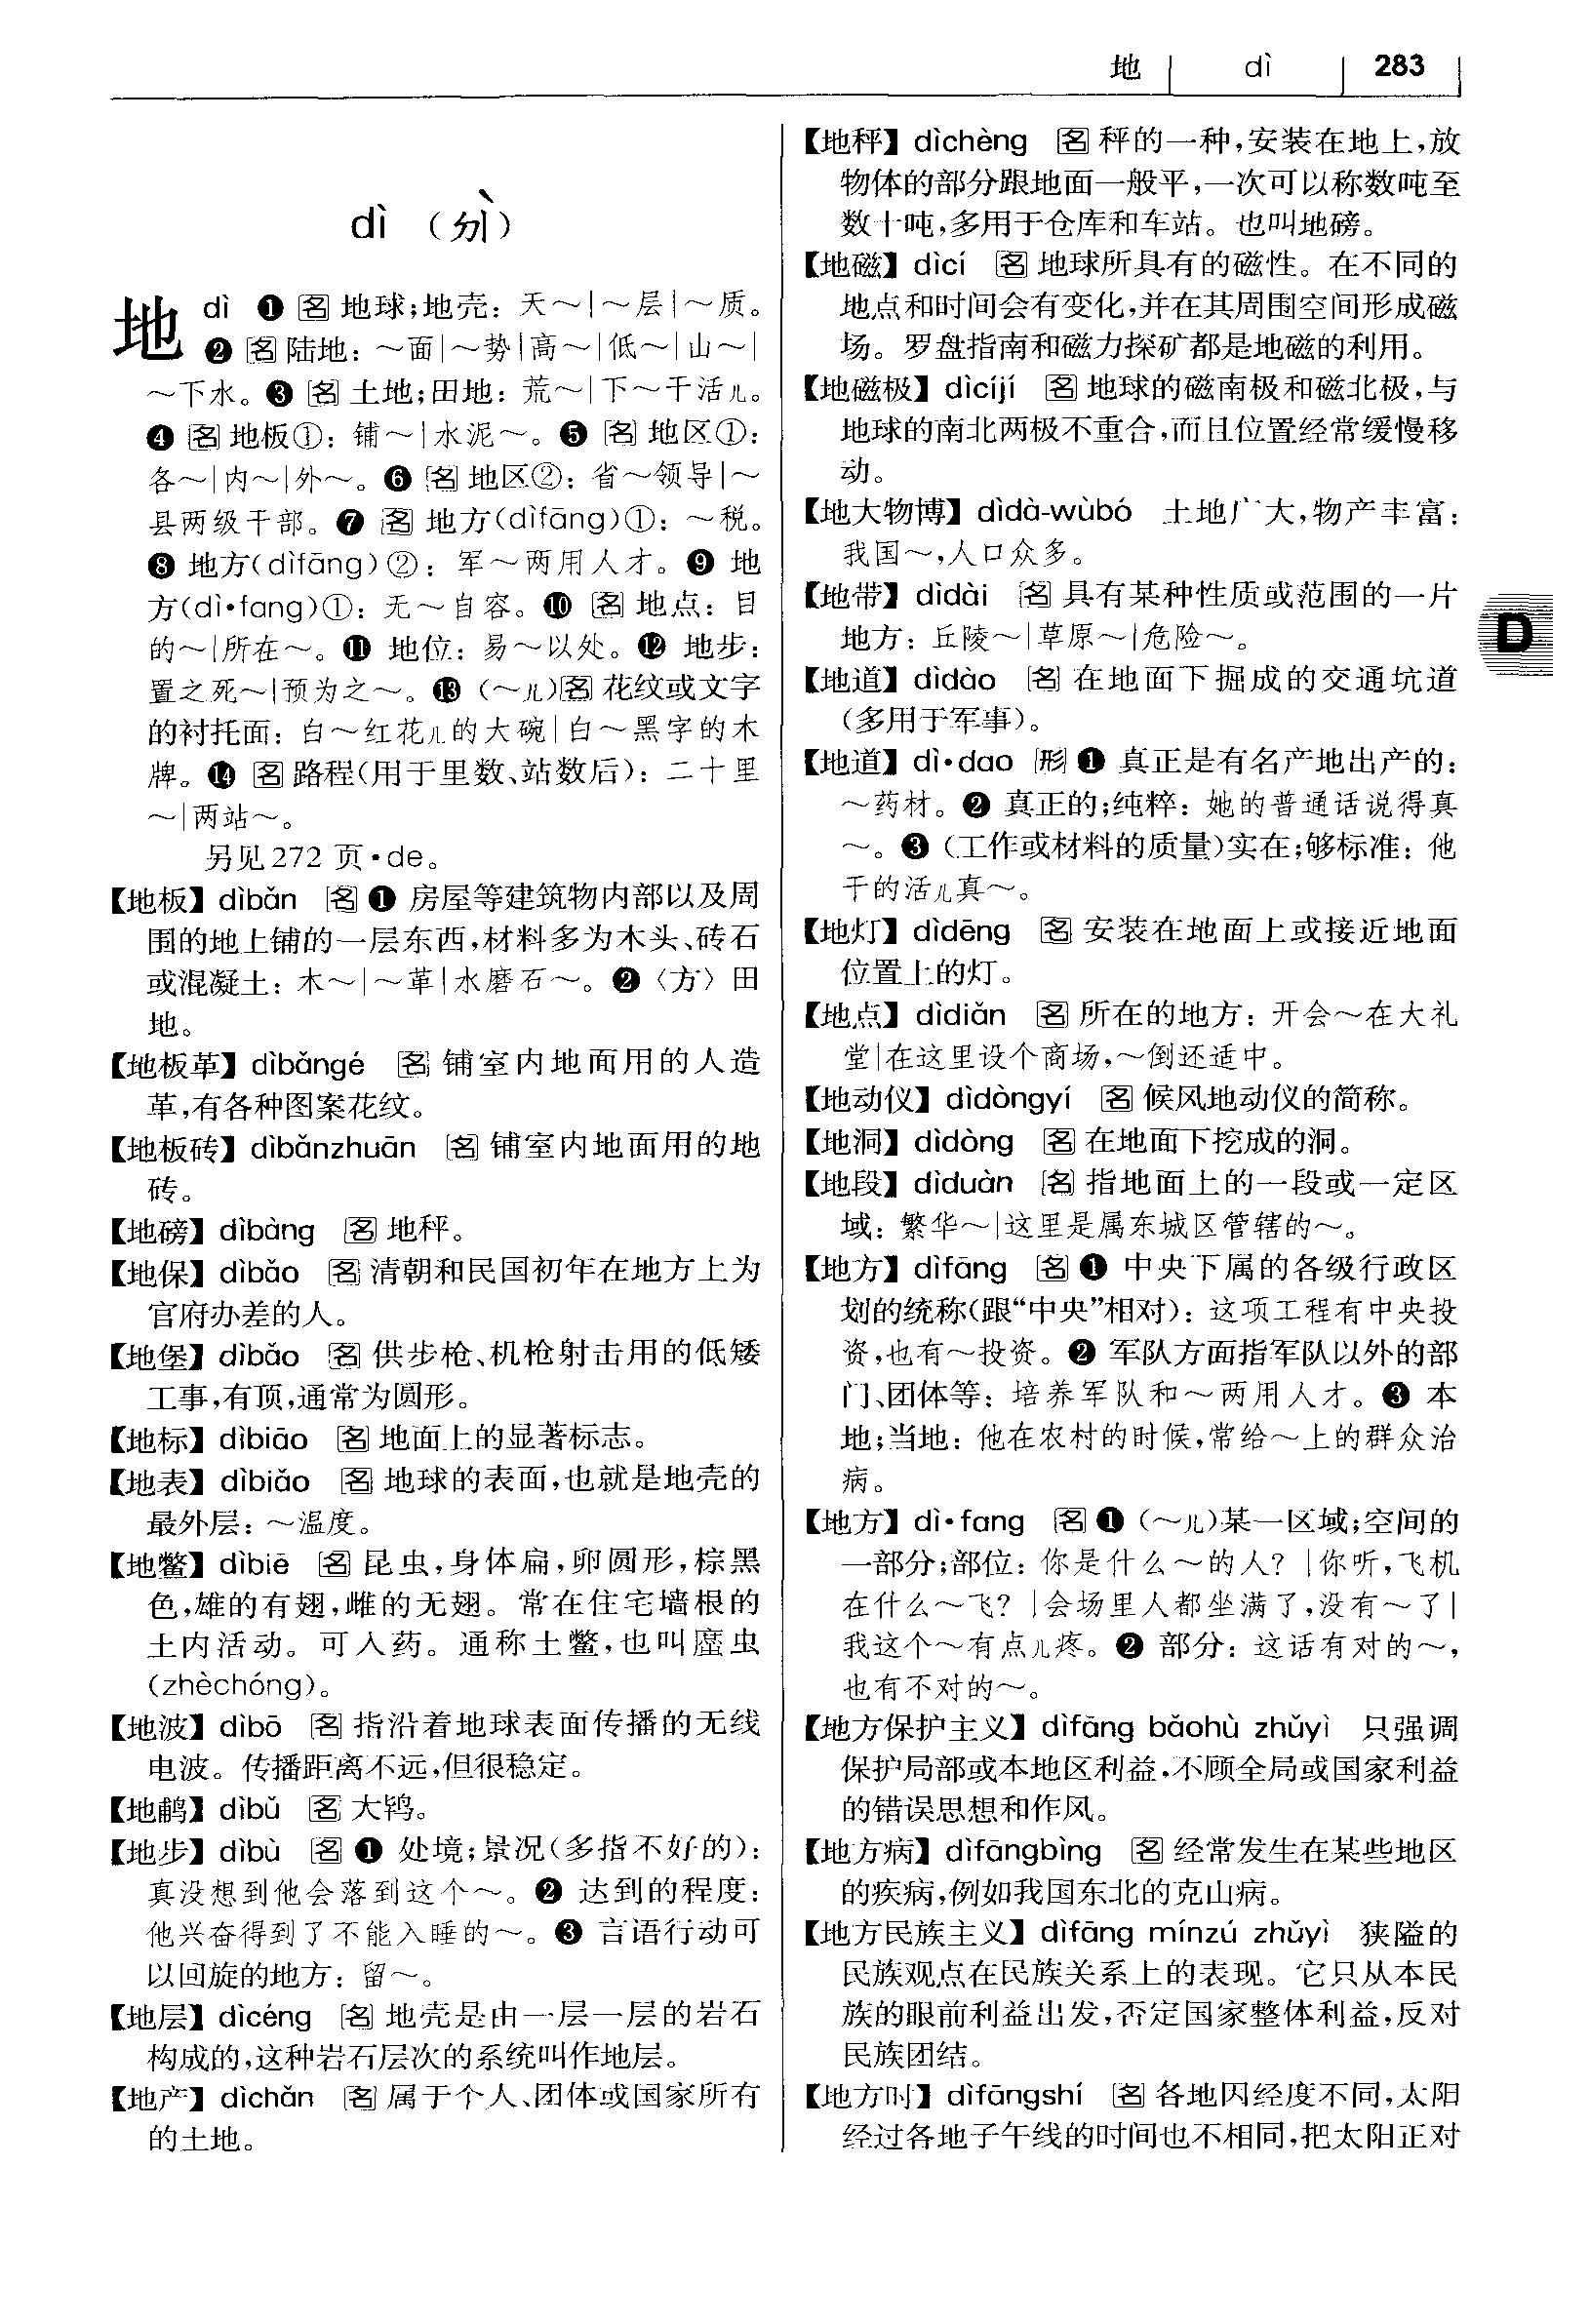 地 dì 283
dì （ㄉㄧˋ）
地 dì ❶ 名 地球；地壳：天～|～层|～质。
❷ 名 陆地：～面|～势|高～|低～|山～|
～下水。❸ 名 土地；田地：荒～|下～干活儿。
❹ 名 地板①：铺～|水泥～。❺ 名 地区①：
各～|内～|外～。❻ 名 地区②：省～领导|～
县两级干部。❼ 名 地方(dìfāng)①：～税。
❽ 地方(dìfāng)②：军～两用人才。❾ 地
方(dì•fang)①：无～自容。❿ 名 地点：目
的～|所在～。⓫ 地位：易～以处。⓬ 地步：
置之死～|预为之～。⓭ （～儿）名 花纹或文字
的衬托面：白～红花儿的大碗|白～黑字的木
牌。⓮ 名 路程（用于里数、站数后）：二十里
～|两站～。
另见272 页•de。
【地板】dìbǎn 名 ❶ 房屋等建筑物内部以及周
围的地上铺的一层东西，材料多为木头、砖石
或混凝土：木～|～革|水磨石～。❷〈方〉田
地。
【地板革】dìbǎngé 名 铺室内地面用的人造
革，有各种图案花纹。
【地板砖】dìbǎnzhuān 名 铺室内地面用的地
砖。
【地磅】dìbàng 名 地秤。
【地保】dìbǎo 名 清朝和民国初年在地方上为
官府办差的人。
【地堡】dìbǎo 名 供步枪、机枪射击用的低矮
工事，有顶，通常为圆形。
【地标】dìbiāo 名 地面上的显著标志。
【地表】dìbiǎo 名 地球的表面，也就是地壳的
最外层：～温度。
【地鳖】dìbiē 名 昆虫，身体扁，卵圆形，棕黑
色，雄的有翅，雌的无翅。常在住宅墙根的
土内活动。可入药。通称土鳖，也叫䗪虫
(zhèchóng)。
【地波】dìbō 名 指沿着地球表面传播的无线
电波。传播距离不远，但很稳定。
【地鵏】dìbǔ 名 大鸨。
【地步】dìbù 名 ❶ 处境；景况（多指不好的）：
真没想到他会落到这个～。❷ 达到的程度：
他兴奋得到了不能入睡的～。❸ 言语行动可
以回旋的地方：留～。
【地层】dìcéng 名 地壳是由一层一层的岩石
构成的，这种岩石层次的系统叫作地层。
【地产】dìchǎn 名 属于个人、团体或国家所有
的土地。
【地秤】dìchèng 名 秤的一种，安装在地上，放
物体的部分跟地面一般平，一次可以称数吨至
数十吨，多用于仓库和车站。也叫地磅。
【地磁】dìcí 名 地球所具有的磁性。在不同的
地点和时间会有变化，并在其周围空间形成磁
场。罗盘指南和磁力探矿都是地磁的利用。
【地磁极】dìcíjí 名 地球的磁南极和磁北极，与
地球的南北两极不重合，而且位置经常缓慢移
动。
【地大物博】dìdà-wùbó 土地广大，物产丰富：
我国～，人口众多。
【地带】dìdài 名 具有某种性质或范围的一片
地方：丘陵～|草原～|危险～。
【地道】dìdào 名 在地面下掘成的交通坑道
（多用于军事）。
【地道】dì•dao 形 ❶ 真正是有名产地出产的：
～药材。❷ 真正的；纯粹：她的普通话说得真
～。❸（工作或材料的质量）实在；够标准：他
干的活儿真～。
【地灯】dìdēng 名 安装在地面上或接近地面
位置上的灯。
【地点】dìdiǎn 名 所在的地方：开会～在大礼
堂|在这里设个商场，～倒还适中。
【地动仪】dìdòngyí 名 候风地动仪的简称。
【地洞】dìdòng 名 在地面下挖成的洞。
【地段】dìduàn 名 指地面上的一段或一定区
域：繁华～|这里是属东城区管辖的～。
【地方】dìfāng 名 ❶ 中央下属的各级行政区
划的统称（跟“中央”相对）：这项工程有中央投
资，也有～投资。❷ 军队方面指军队以外的部
门、团体等：培养军队和～两用人才。❸ 本
地；当地：他在农村的时候，常给～上的群众治
病。
【地方】dì•fang 名 ❶（～儿）某一区域；空间的
一部分；部位：你是什么～的人？|你听，飞机
在什么～飞？|会场里人都坐满了，没有～了|
我这个～有点儿疼。❷ 部分：这话有对的～，
也有不对的～。
【地方保护主义】dìfāng bǎohù zhǔyì 只强调
保护局部或本地区利益，不顾全局或国家利益
的错误思想和作风。
【地方病】dìfāngbìng 名 经常发生在某些地区
的疾病，例如我国东北的克山病。
【地方民族主义】dìfāng mínzú zhǔyì 狭隘的
民族观点在民族关系上的表现。它只从本民
族的眼前利益出发，否定国家整体利益，反对
民族团结。
【地方时】dìfāngshí 名 各地因经度不同，太阳
经过各地子午线的时间也不相同，把太阳正对
D